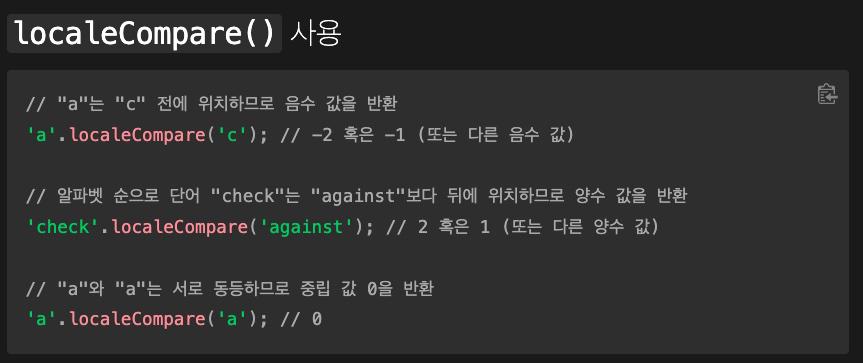 localeCompare() 사용
// "a"는 "c" 전에 위치하므로 음수 값을 반환
'a'.localeCompare('c'); // -2 혹은 -1 (또는 다른 음수 값)
// 알파벳 순으로 단어 "check"는 "against"보다 뒤에 위치하므로 양수 값을 반환
'check'.localeCompare('against'); // 2 혹은 1 (또는 다른 양수 값)
// "a"와 "a"는 서로 동등하므로 중립 값 0을 반환
'a'.localeCompare('a'); // 0